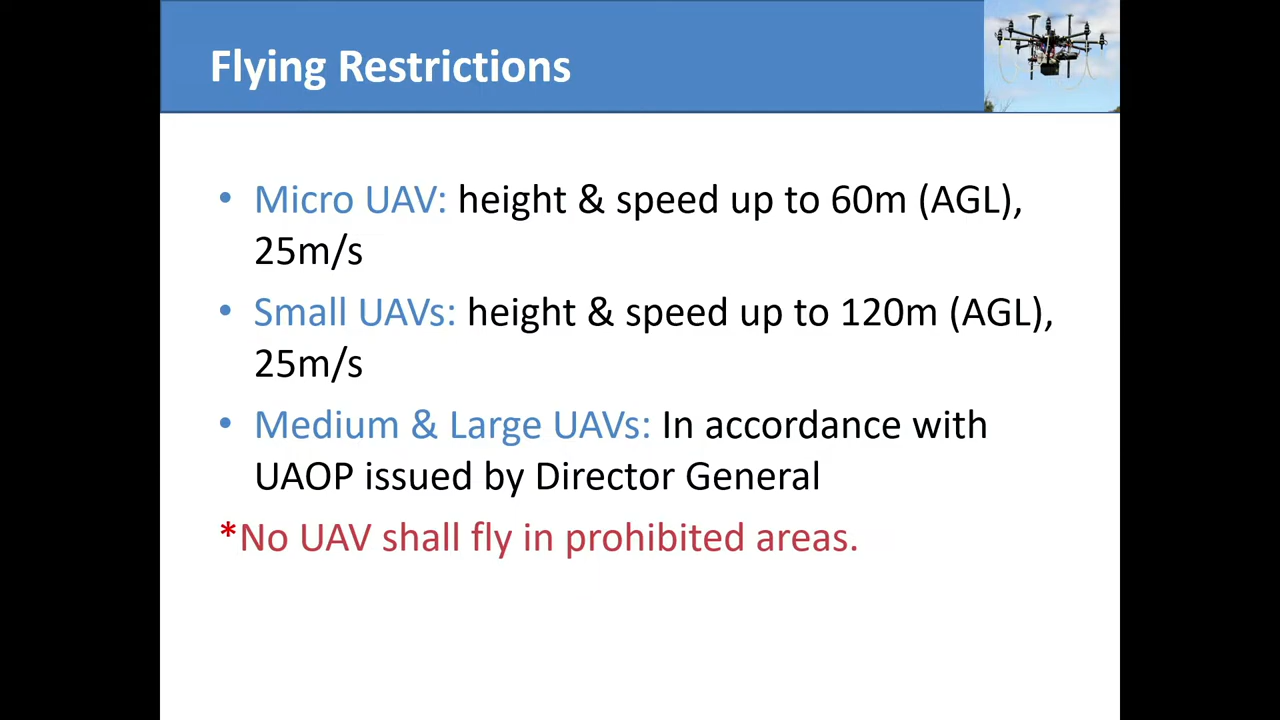 Flying Restrictions
• Micro UAV: height & speed up to 60m (AGL),
25m/s
• Small UAVs: height & speed up to 120m (AGL),
25m/s
• Medium & Large UAVs: In accordance with
UAOP issued by Director General
*No UAV shall fly in prohibited areas.